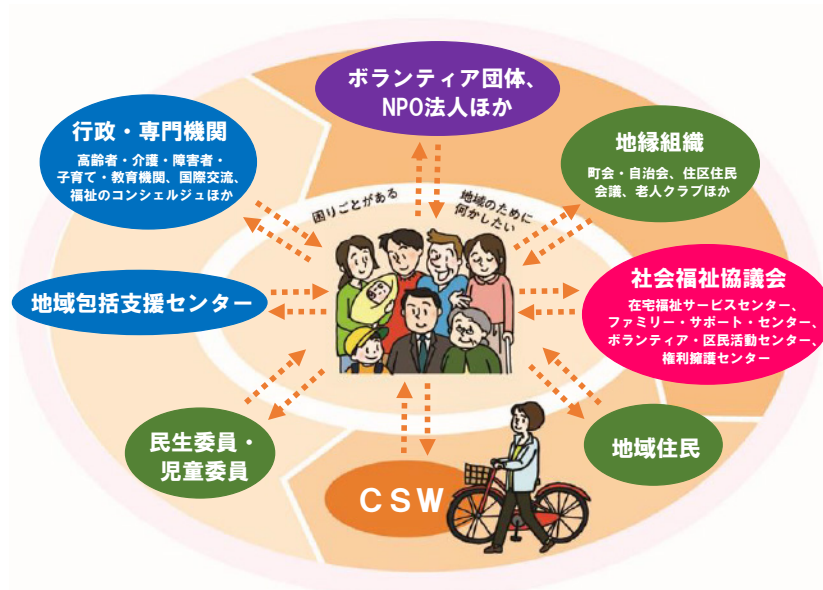 ボランティア団体、
NPO法人ほか
行政・専門機関
高齢者・介護・障害者・
子育て・教育機関、国際交流、
福祉のコンシェルジュほか
地縁組織
町会・自治会、住区住民
会議、老人クラブほか
困りごとがある
地域のために
何かしたい
地域包括支援センター
社会福祉協議会
在宅福祉サービスセンター、
ファミリー・サポート・センター、
ボランティア・区民活動センター、
権利擁護センター
民生委員・
児童委員
地域住民
CSW